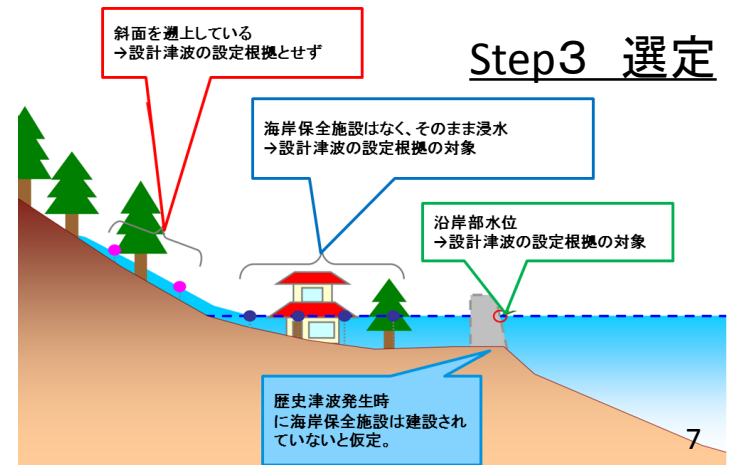 Step3 選定
斜面を遡上している
→設計津波の設定根拠とせず
海岸保全施設はなく、そのまま浸水
→設計津波の設定根拠の対象
沿岸部水位
→設計津波の設定根拠の対象
歴史津波発生時
に海岸保全施設は建設され
ていないと仮定。
7